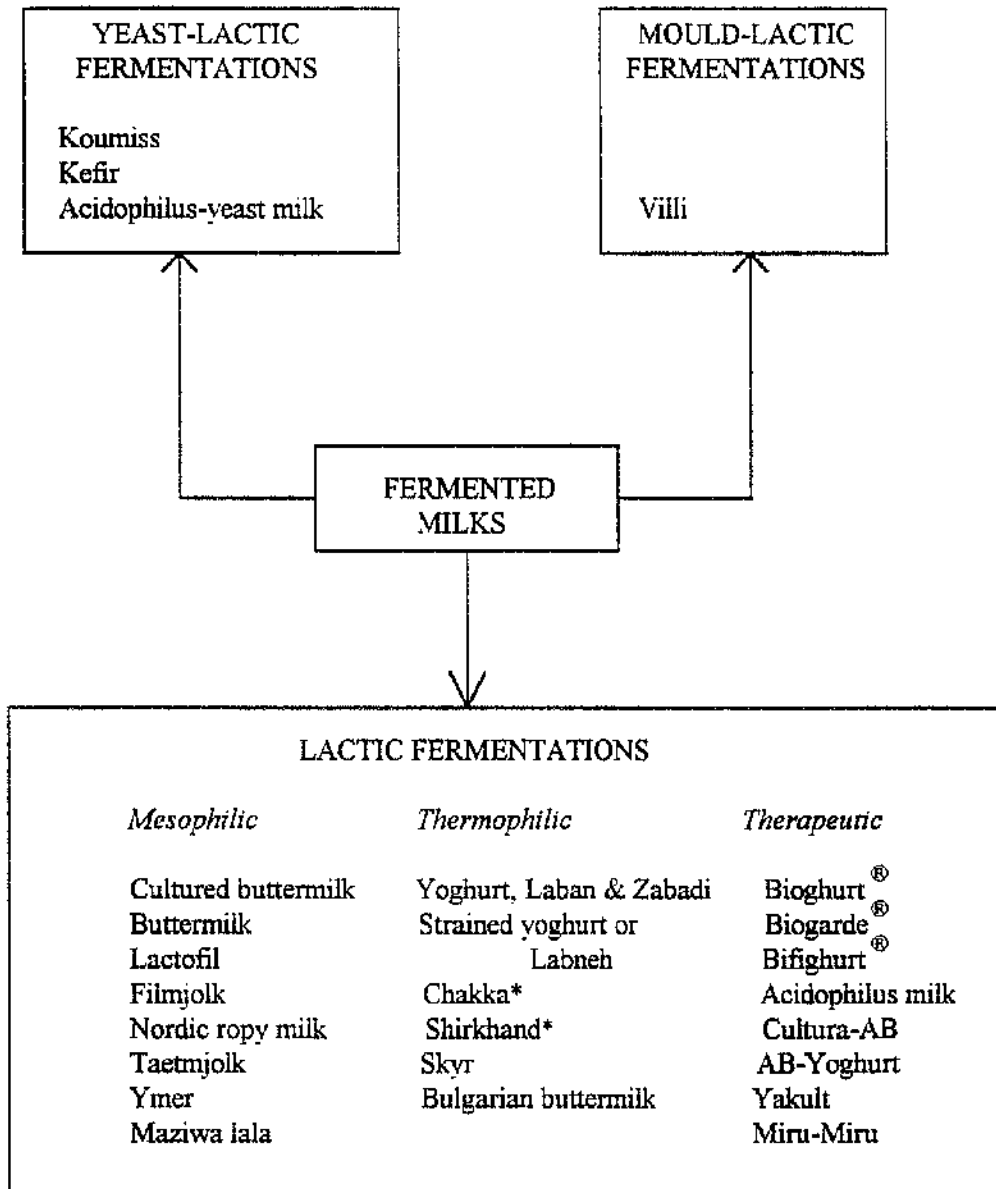 YEAST-LACTIC
FERMENTATIONS
Koumiss
Kefir
Acidophilus-yeast milk
MOULD-LACTIC
FERMENTATIONS
Villi
FERMENTED
MILKS
LACTIC FERMENTATIONS
Mesophilic
Cultured buttermilk
Buttermilk
Lactofil
Filmjolk
Nordic ropy milk
Taetmjolk
Ymer
Maziwa lala
Thermophilic
Yoghurt, Laban & Zabadi
Strained yoghurt or
Labneh
Chakka*
Shirkhand*
Skyr
Bulgarian buttermilk
Therapeutic
Bioghurt®
Biogarde®
Bifighurt®
Acidophilus milk
Cultura-AB
AB-Yoghurt
Yakult
Miru-Miru